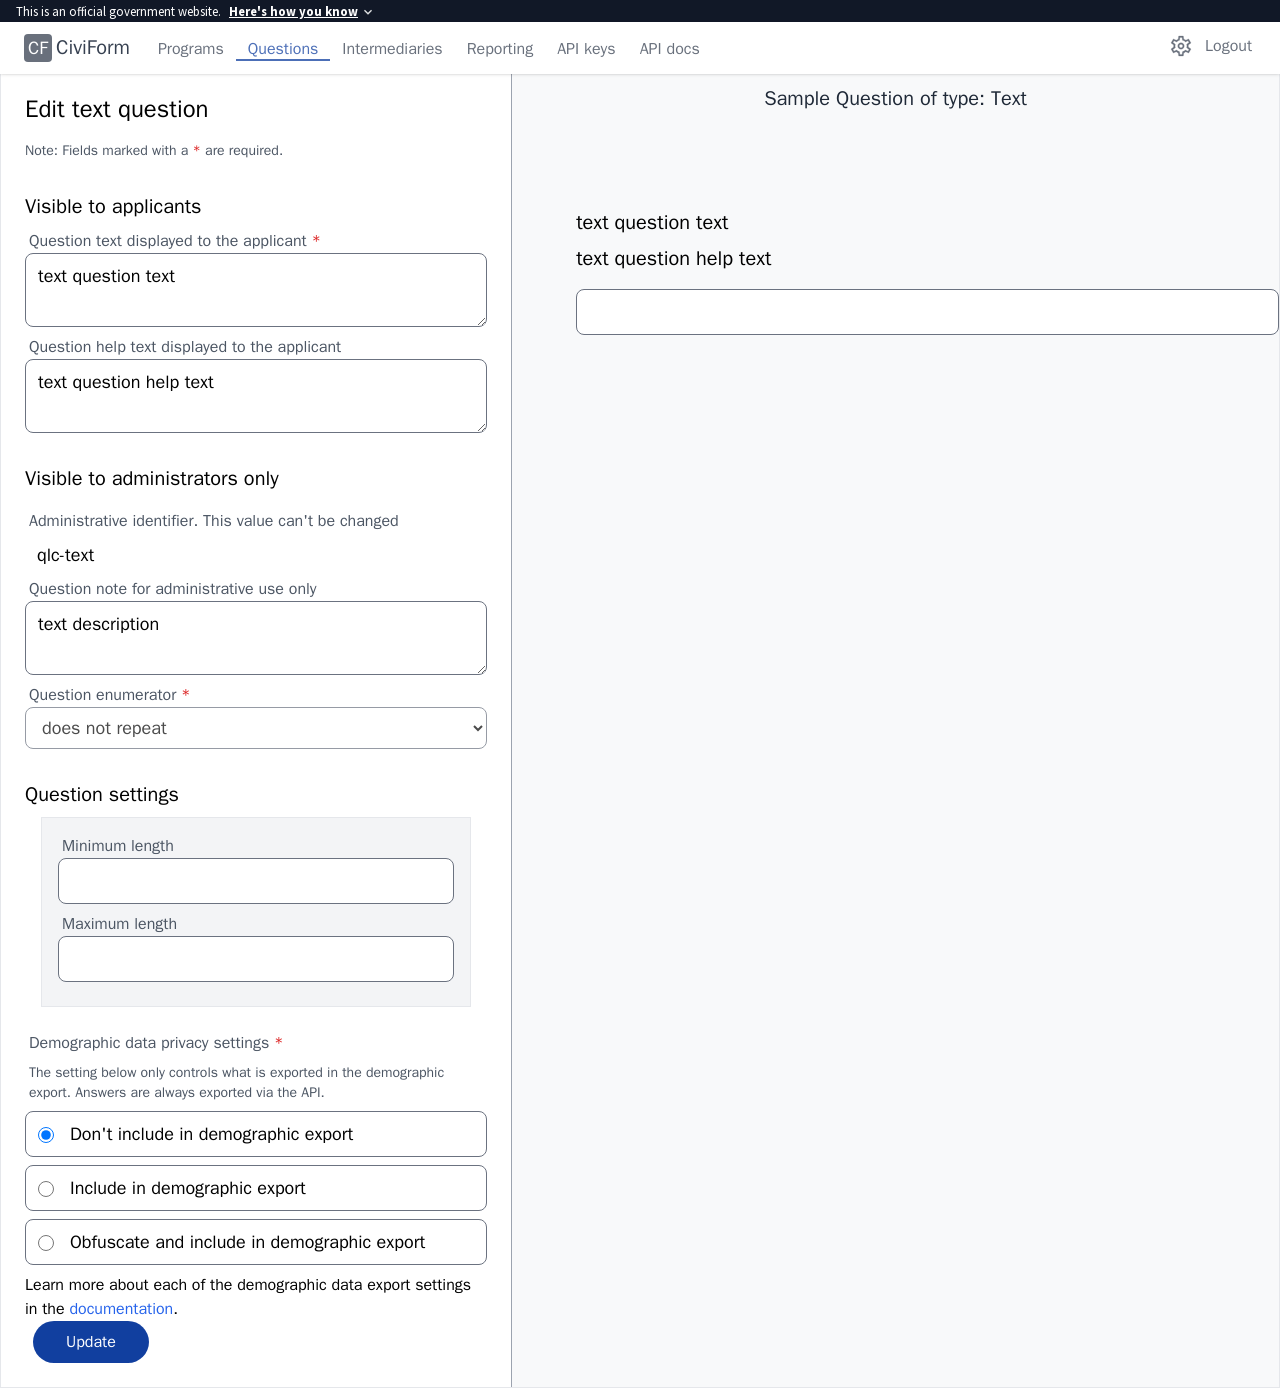 This is an official government website. Here's how you know
CF CiviForm Programs Questions Intermediaries Reporting API keys API docs Logout
Edit text question
Note: Fields marked with a * are required.
Visible to applicants
Question text displayed to the applicant *
text question text
Question help text displayed to the applicant
text question help text
Visible to administrators only
Administrative identifier. This value can't be changed
qlc-text
Question note for administrative use only
text description
Question enumerator *
does not repeat
Question settings
Minimum length
Maximum length
Demographic data privacy settings *
The setting below only controls what is exported in the demographic
export. Answers are always exported via the API.
Don't include in demographic export
Include in demographic export
Obfuscate and include in demographic export
Learn more about each of the demographic data export settings
in the documentation.
Update
Sample Question of type: Text
text question text
text question help text